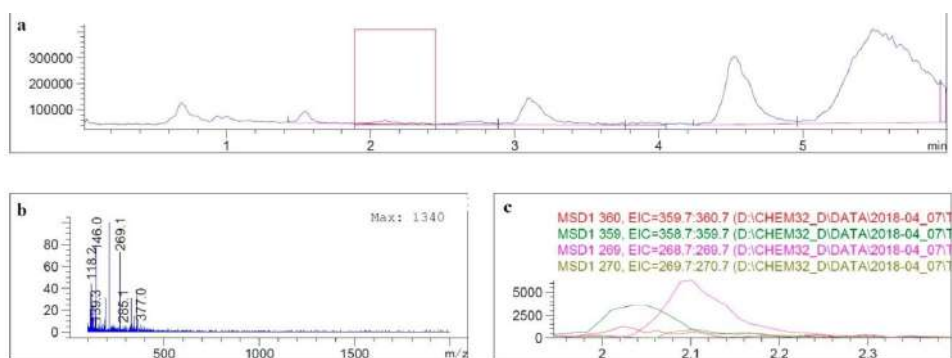 a
300000
200000
100000
1 2 3 4 5 min
b
Max: 1340
80
60
40
20
0
118.2
139.3
146.0
269.1
285.1
377.0
500 1000 1500 m/z
c
MSD1 360, EIC=359.7:360.7 (D:\CHEM32_D\DATA\2018-04_07\T
MSD1 359, EIC=358.7:359.7 (D:\CHEM32_D\DATA\2018-04_07\T
MSD1 269, EIC=268.7:269.7 (D:\CHEM32_D\DATA\2018-04_07\T
MSD1 270, EIC=269.7:270.7 (D:\CHEM32_D\DATA\2018-04_07\T
5000
2500
0
2 2.1 2.2 2.3